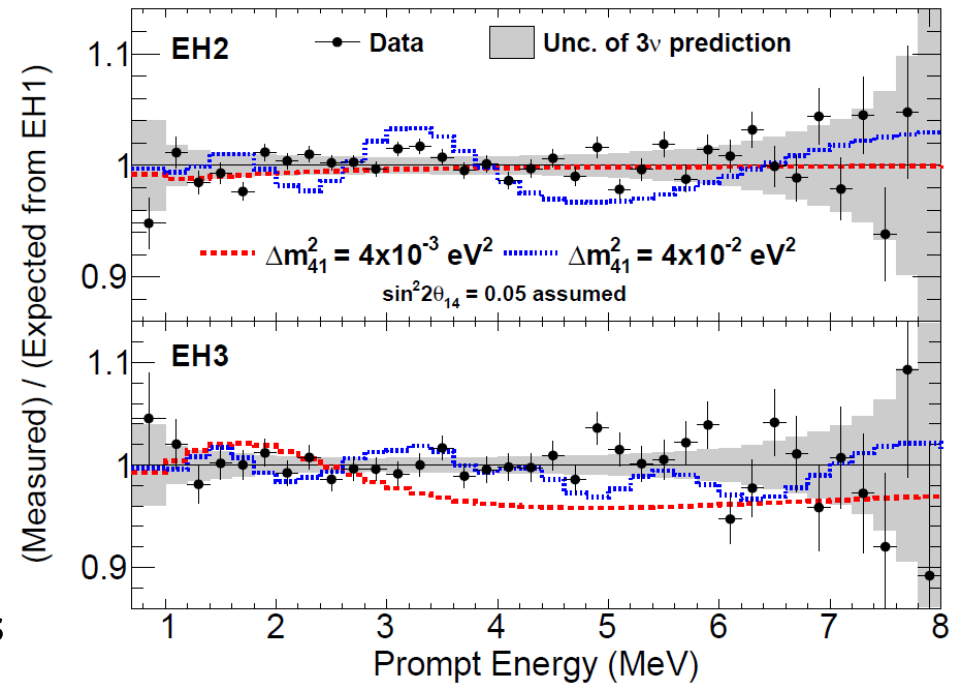 EH2
Data
Unc. of 3ν prediction
1.1
1
0.9
Δm²₄₁ = 4x10⁻³ eV²
Δm²₄₁ = 4x10⁻² eV²
sin²2θ₁₄ = 0.05 assumed
EH3
1.1
1
0.9
(Measured) / (Expected from EH1)
1 2 3 4 5 6 7 8
Prompt Energy (MeV)
s